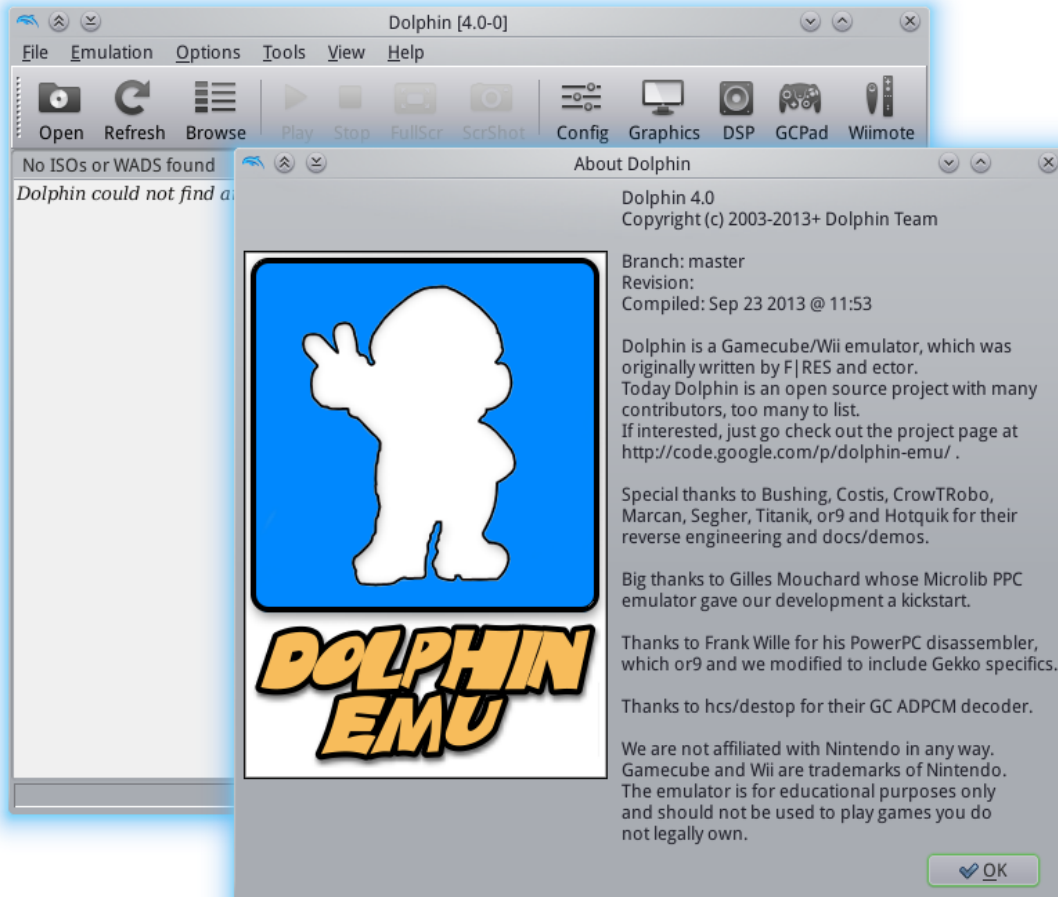 Dolphin [4.0-0]
File Emulation Options Tools View Help
Open Refresh Browse Play Stop FullScr ScrShot Config Graphics DSP GCPad Wiimote
No ISOs or WADS found
Dolphin could not find
About Dolphin
Dolphin 4.0
Copyright (c) 2003-2013+ Dolphin Team
Branch: master
Revision:
Compiled: Sep 23 2013 @ 11:53
Dolphin is a Gamecube/Wii emulator, which was
originally written by F|RES and ector.
Today Dolphin is an open source project with many
contributors, too many to list.
If interested, just go check out the project page at
http://code.google.com/p/dolphin-emu/ .
Special thanks to Bushing, Costis, CrowTRobo,
Marcan, Segher, Titanik, or9 and Hotquik for their
reverse engineering and docs/demos.
Big thanks to Gilles Mouchard whose Microlib PPC
emulator gave our development a kickstart.
Thanks to Frank Wille for his PowerPC disassembler,
which or9 and we modified to include Gekko specifics.
Thanks to hcs/destop for their GC ADPCM decoder.
We are not affiliated with Nintendo in any way.
Gamecube and Wii are trademarks of Nintendo.
The emulator is for educational purposes only
and should not be used to play games you do
not legally own.
DOLPHIN
EMU
OK